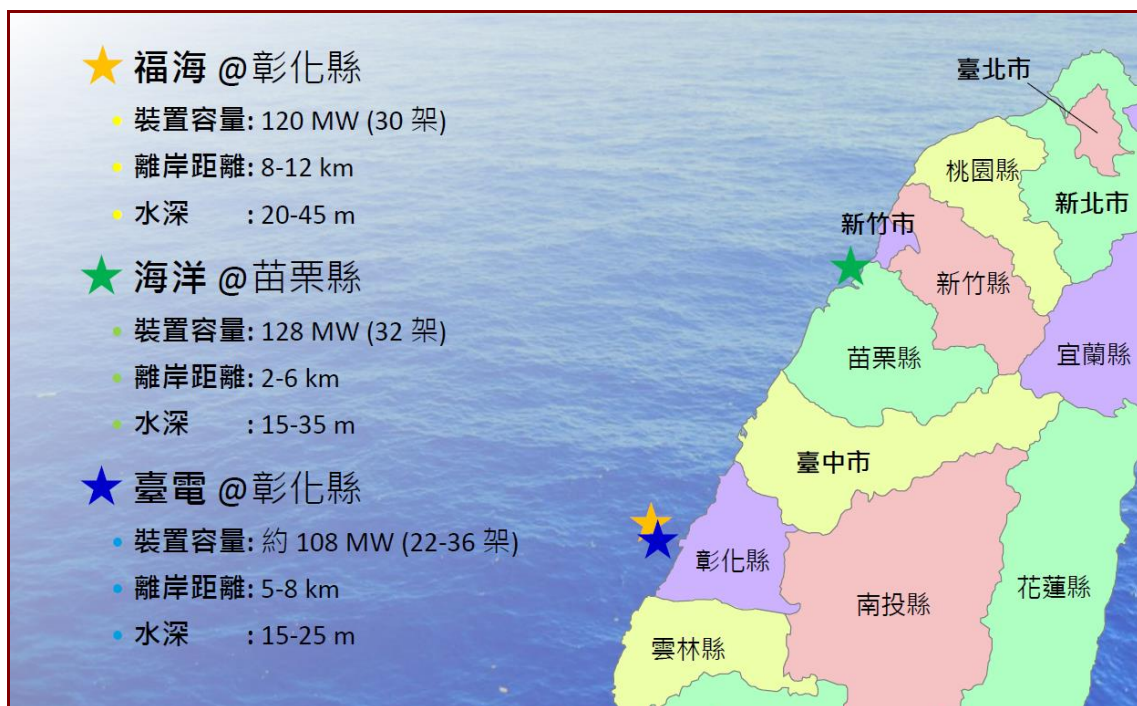 福海 @彰化縣
裝置容量: 120 MW (30 架)
離岸距離: 8-12 km
水深 : 20-45 m
海洋 @苗栗縣
裝置容量: 128 MW (32 架)
離岸距離: 2-6 km
水深 : 15-35 m
臺電 @彰化縣
裝置容量: 約 108 MW (22-36 架)
離岸距離: 5-8 km
水深 : 15-25 m
臺北市
桃園縣
新北市
新竹市
新竹縣
宜蘭縣
苗栗縣
臺中市
彰化縣
南投縣
花蓮縣
雲林縣